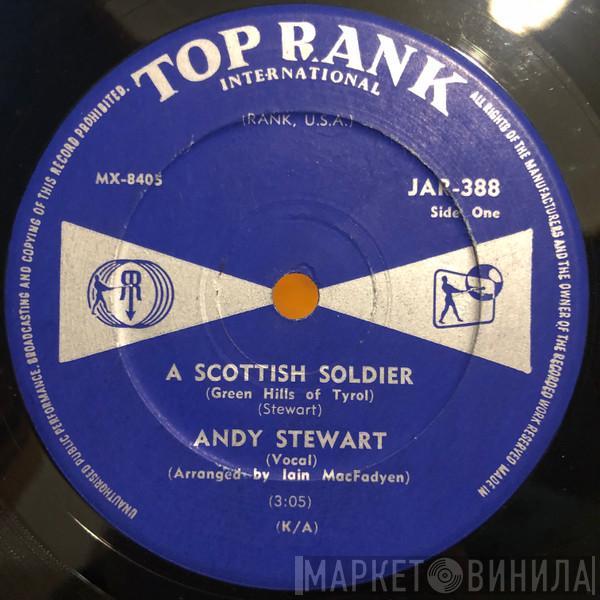 TOP RANK
INTERNATIONAL
(RANK, U.S.A.)
MX-8405
JAR-388
Side One
A SCOTTISH SOLDIER
(Green Hills of Tyrol)
(Stewart)
ANDY STEWART
(Vocal)
(Arranged by Iain MacFadyen)
(3:05)
(K/A)
UNAUTHORISED PUBLIC PERFORMANCE, BROADCASTING AND COPYING OF THIS RECORD PROHIBITED.
ALL RIGHTS OF THE MANUFACTURERS AND THE OWNER OF THE RECORDED WORK RESERVED MADE IN
МАРКЕТ ВИНИЛА